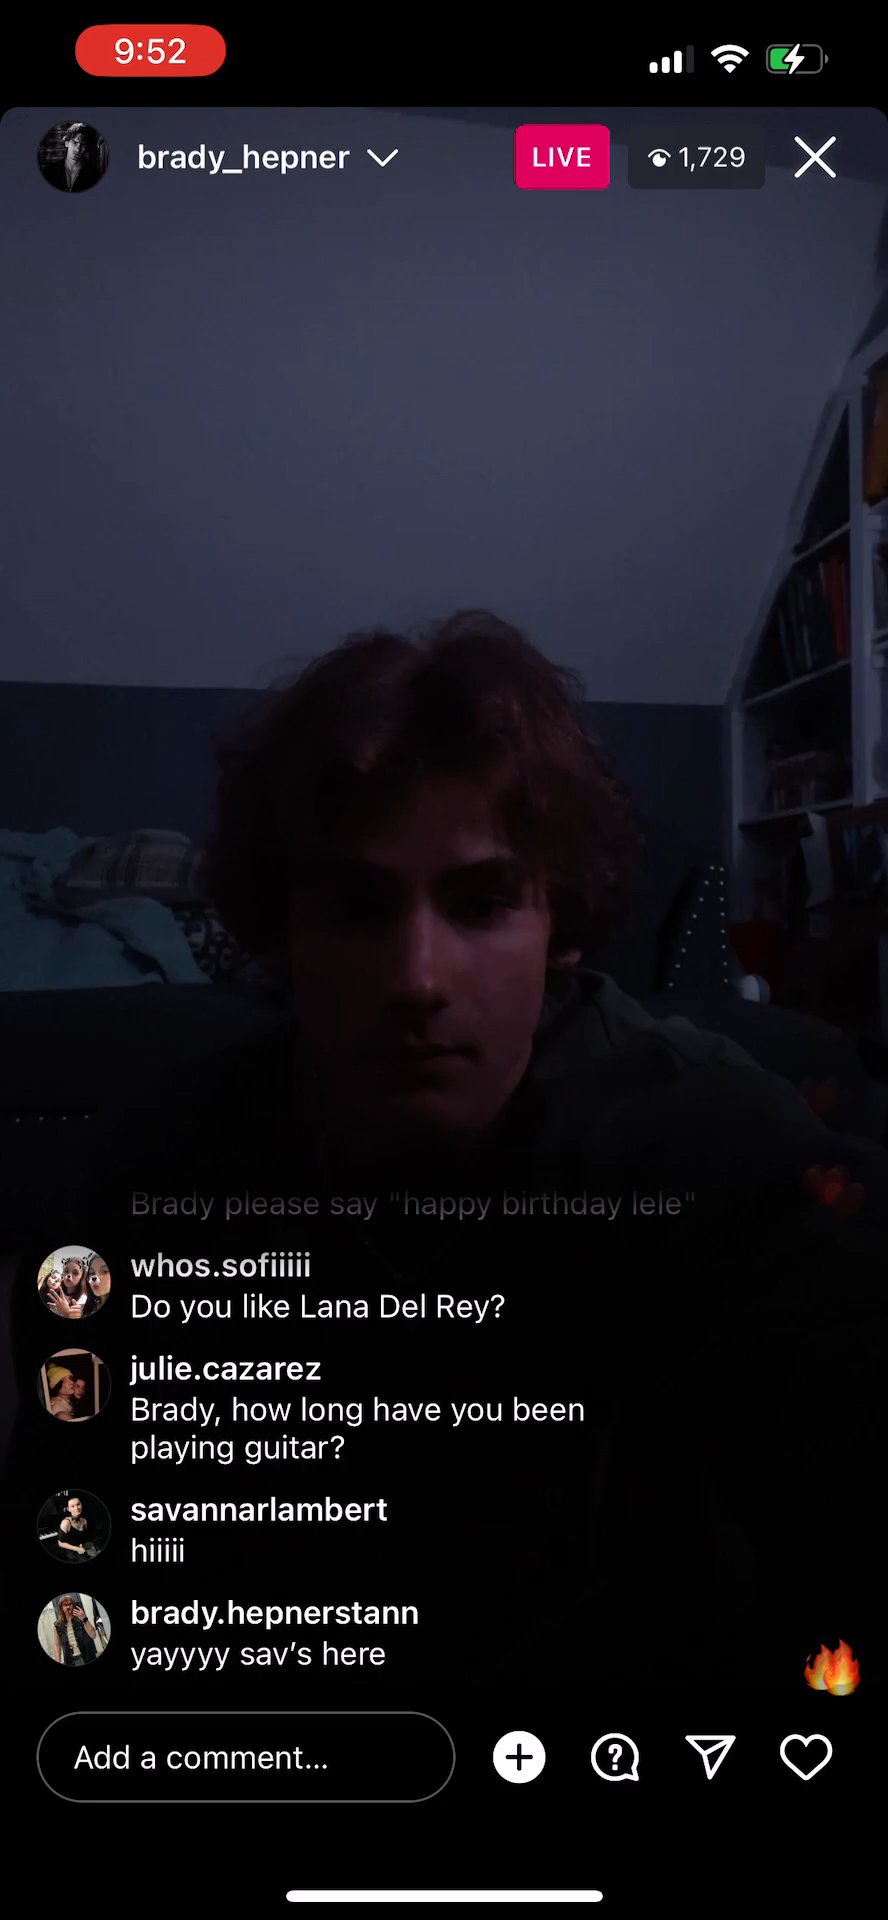 9:52
brady_hepner
LIVE
1,729
Brady please say "happy birthday lele"
whos.sofiiiii
Do you like Lana Del Rey?
julie.cazarez
Brady, how long have you been
playing guitar?
savannarlambert
hiiiii
brady.hepnerstann
yayyyy sav’s here
Add a comment...